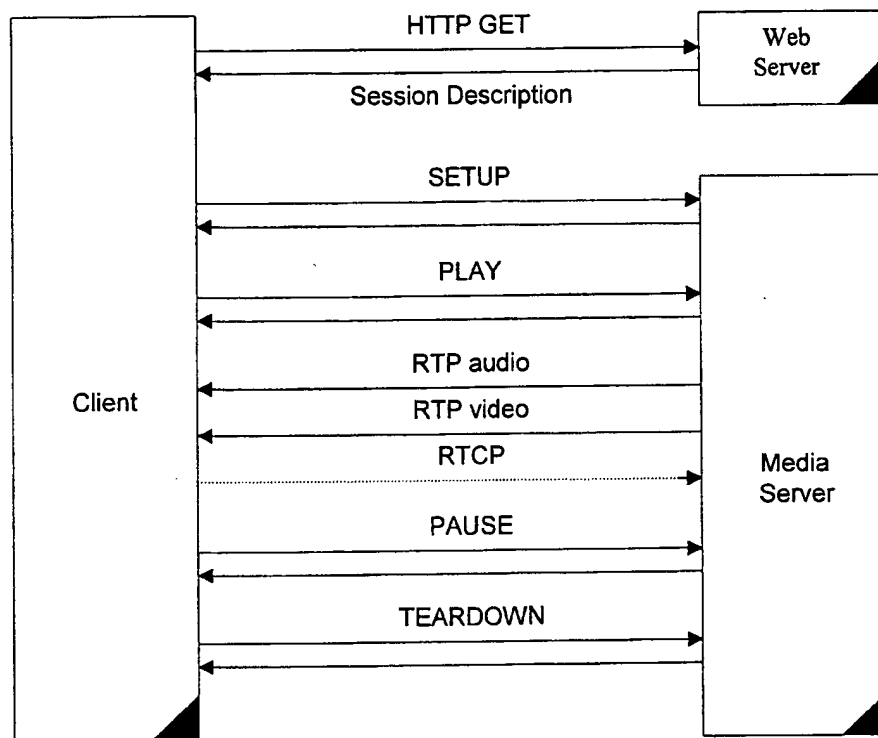 HTTP GET
Web
Server
Session Description
SETUP
PLAY
RTP audio
Client
RTP video
RTCP
Media
Server
PAUSE
TEARDOWN